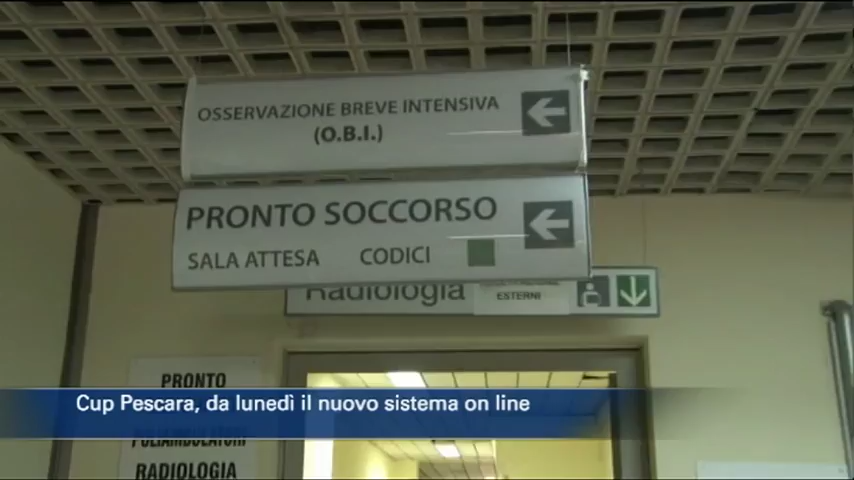 OSSERVAZIONE BREVE INTENSIVA
(O.B.I.)
PRONTO SOCCORSO
SALA ATTESA CODICI
Radiologia
ESTERNI
PRONTO
Cup Pescara, da lunedì il nuovo sistema on line
POLIAMBULATORI
RADIOLOGIA